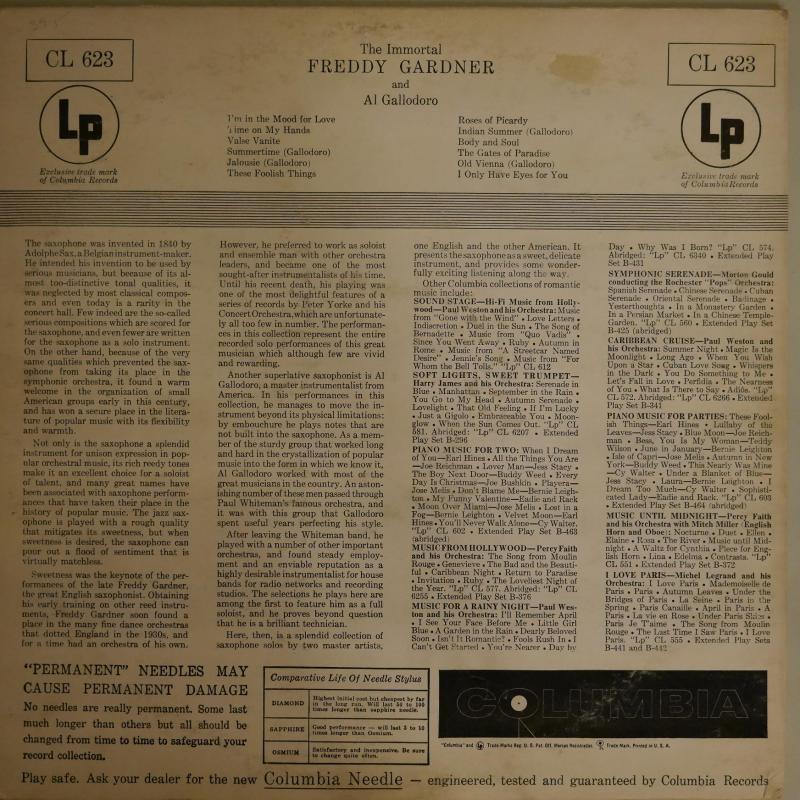 CL 623
The Immortal
FREDDY GARDNER
and
Al Gallodoro
CL 623
Lp
Exclusive trade mark
of Columbia Records
I'm in the Mood for Love
Time on My Hands
Valse Vanite
Summertime (Gallodoro)
Jalousie (Gallodoro)
These Foolish Things
Roses of Picardy
Indian Summer (Gallodoro)
Body and Soul
The Gates of Paradise
Old Vienna (Gallodoro)
I Only Have Eyes for You
Lp
Exclusive trade mark
of Columbia Records
The saxophone was invented in 1840 by
Adolphe Sax, a Belgian instrument-maker.
He intended his invention to be used by
serious musicians, but because of its al-
most too-distinctive tonal qualities, it
was neglected by most classical compos-
ers and even today is a rarity in the
concert hall. Few indeed are the so-called
serious compositions which are scored for
the saxophone, and even fewer are written
for the saxophone as a solo instrument.
On the other hand, because of the very
same qualities which prevented the sax-
ophone from taking its place in the
symphonic orchestra, it found a warm
welcome in the organization of small
American groups early in this century,
and has won a secure place in the litera-
ture of popular music with its flexibility
and warmth.
Not only is the saxophone a splendid
instrument for unison expression in pop-
ular orchestral music, its rich reedy tones
make it an excellent choice for a soloist
of talent, and many great names have
been associated with saxophone perform-
ances that have taken their place in the
history of popular music. The jazz sax-
ophone is played with a rough quality
that mitigates its sweetness, but when
sweetness is desired, the saxophone can
pour out a flood of sentiment that is
virtually matchless.
Sweetness was the keynote of the per-
formances of the late Freddy Gardner,
the great English saxophonist. Obtaining
his early training on other reed instru-
ments, Freddy Gardner soon found a
place in the many fine dance orchestras
that dotted England in the 1930s, and
for a time had an orchestra of his own.
However, he preferred to work as soloist
and ensemble man with other orchestra
leaders, and became one of the most
sought-after instrumentalists of his time.
Until his recent death, his playing was
one of the most delightful features of a
series of records by Peter Yorke and his
Concert Orchestra, which are unfortunate-
ly all too few in number. The performan-
ces in this collection represent the entire
recorded solo performances of this great
musician which although few are vivid
and rewarding.
Another superlative saxophonist is Al
Gallodoro, a master instrumentalist from
America. In his performances in this
collection, he manages to move the in-
strument beyond its physical limitations;
by embouchure he plays notes that are
not built into the saxophone. As a mem-
ber of the sturdy group that worked long
and hard in the crystallization of popular
music into the form in which we know it,
Al Gallodoro worked with most of the
great musicians in the country. An aston-
ishing number of these men passed through
Paul Whiteman's famous orchestra, and
it was with this group that Gallodoro
spent useful years perfecting his style.
After leaving the Whiteman band, he
played with a number of other important
orchestras, and found steady employ-
ment and an enviable reputation as a
highly desirable instrumentalist for house
bands for radio networks and recording
studios. The selections he plays here are
among the first to feature him as a full
soloist, and he proves beyond question
that he is a brilliant technician.
Here, then, is a splendid collection of
saxophone solos by two master artists,
one English and the other American. It
presents the saxophone as a sweet, delicate
instrument, and provides some wonder-
fully exciting listening along the way.
Other Columbia collections of romantic
music include:
SOUND STAGE—Hi-Fi Music from Holly-
wood—Paul Weston and his Orchestra: Music
from "Gone with the Wind" • Love Letters •
Indiscretion • Duel in the Sun • The Song of
Bernadette • Music from "Quo Vadis" •
Since You Went Away • Ruby • Autumn in
Rome • Music from "A Streetcar Named
Desire" • Jennie's Song • Music from "For
Whom the Bell Tolls." "Lp" CL 612
SOFT LIGHTS, SWEET TRUMPET—
Harry James and his Orchestra: Serenade in
Blue • Manhattan • September in the Rain •
You Go to My Head • Autumn Serenade •
Lovelight • That Old Feeling • If I'm Lucky
• Just a Gigolo • Embraceable You • Moon-
glow • When the Sun Comes Out. "Lp" CL
581. Abridged: "Lp" CL 6207 • Extended
Play Set B-296
PIANO MUSIC FOR TWO: When I Dream
of You—Earl Hines • All the Things You Are
—Joe Reichman • Lover Man—Jess Stacy •
The Boy Next Door—Buddy Weed • Every
Day Is Christmas—Joe Bushkin • Playera—
Jose Melis • Don't Blame Me—Bernie Leigh-
ton • My Funny Valentine—Eadie and Rack
• Moon Over Miami—Jose Melis • Lost in a
Fog—Bernie Leighton • Velvet Moon—Earl
Hines • You'll Never Walk Alone—Cy Walter.
"Lp" CL 602 • Extended Play Set B-463
(abridged)
MUSIC FROM HOLLYWOOD—Percy Faith
and his Orchestra: The Song from Moulin
Rouge • Genevieve • The Bad and the Beauti-
ful • Caribbean Night • Return to Paradise
• Invitation • Ruby • The Loveliest Night of
the Year. "Lp" CL 577. Abridged: "Lp" CL
6255 • Extended Play Set B-376
MUSIC FOR A RAINY NIGHT—Paul Wes-
ton and his Orchestra: I'll Remember April
• I See Your Face Before Me • Little Girl
Blue • A Garden in the Rain • Dearly Beloved
Soon • Isn't It Romantic? • Fools Rush In • I
Can't Get Started • You're Nearer • Day by
Day • Why Was I Born? "Lp" CL 574.
Abridged: "Lp" CL 6340 • Extended Play
Set B-431
SYMPHONIC SERENADE—Morton Gould
conducting the Rochester "Pops" Orchestra:
Spanish Serenade • Chinese Serenade • Cuban
Serenade • Oriental Serenade • Badinage •
Yesterthoughts • In a Monastery Garden •
In a Persian Market • In a Chinese Temple-
Garden. "Lp" CL 560 • Extended Play Set
B-425 (abridged)
CARIBBEAN CRUISE—Paul Weston and
his Orchestra: Summer Night • Magic Is the
Moonlight • Long Ago • When You Wish
Upon a Star • Cuban Love Song • Whispers
in the Dark • You Do Something to Me •
Let's Fall in Love • Perfidia • The Nearness
of You • What Is There to Say • Adios. "Lp"
CL 572. Abridged: "Lp" CL 6266 • Extended
Play Set B-341
PIANO MUSIC FOR PARTIES: These Fool-
ish Things—Earl Hines • Lullaby of the
Leaves—Jess Stacy • Blue Moon—Joe Reich-
man • Bess, You Is My Woman—Teddy
Wilson • June in January—Bernie Leighton
• Isle of Capri—Jose Melis • Autumn in New
York—Buddy Weed • This Nearly Was Mine
—Cy Walter • Under a Blanket of Blue—
Jess Stacy • Laura—Bernie Leighton • I
Dream Too Much—Cy Walter • Sophisti-
cated Lady—Eadie and Rack. "Lp" CL 603
• Extended Play Set B-464 (abridged)
MUSIC UNTIL MIDNIGHT—Percy Faith
and his Orchestra with Mitch Miller (English
Horn and Oboe): Nocturne • Duet • Ellen •
Elaine • Rosa • The River • Music until Mid-
night • A Waltz for Cynthia • Piece for Eng-
lish Horn • Lina • Edelma • Contrasts. "Lp"
CL 551 • Extended Play Set B-372
I LOVE PARIS—Michel Legrand and his
Orchestra: I Love Paris • Mademoiselle de
Paris • Paris • Autumn Leaves • Under the
Bridges of Paris • La Seine • Paris in the
Spring • Paris Canaille • April in Paris • A
Paris • La vie en Rose • Under Paris Skies •
Paris Je T'aime • The Song from Moulin
Rouge • The Last Time I Saw Paris • I Love
Paris. "Lp" CL 555 • Extended Play Sets
B-441 and B-442
"PERMANENT" NEEDLES MAY
CAUSE PERMANENT DAMAGE
No needles are really permanent. Some last
much longer than others but all should be
changed from time to time to safeguard your
record collection.
Comparative Life Of Needle Stylus
DIAMOND Highest initial cost but cheapest by far
in the long run. Will last 50 to 100
times longer than sapphire needle.
SAPPHIRE Good performance — will last 5 to 10
times longer than Osmium.
OSMIUM Satisfactory and inexpensive. Be sure
to change quite often.
COLUMBIA
"Columbia" and Trade Marks Reg. U. S. Pat. Off. Marcas Registradas. Trade Mark. Printed in U. S. A.
Play safe. Ask your dealer for the new Columbia Needle — engineered, tested and guaranteed by Columbia Records